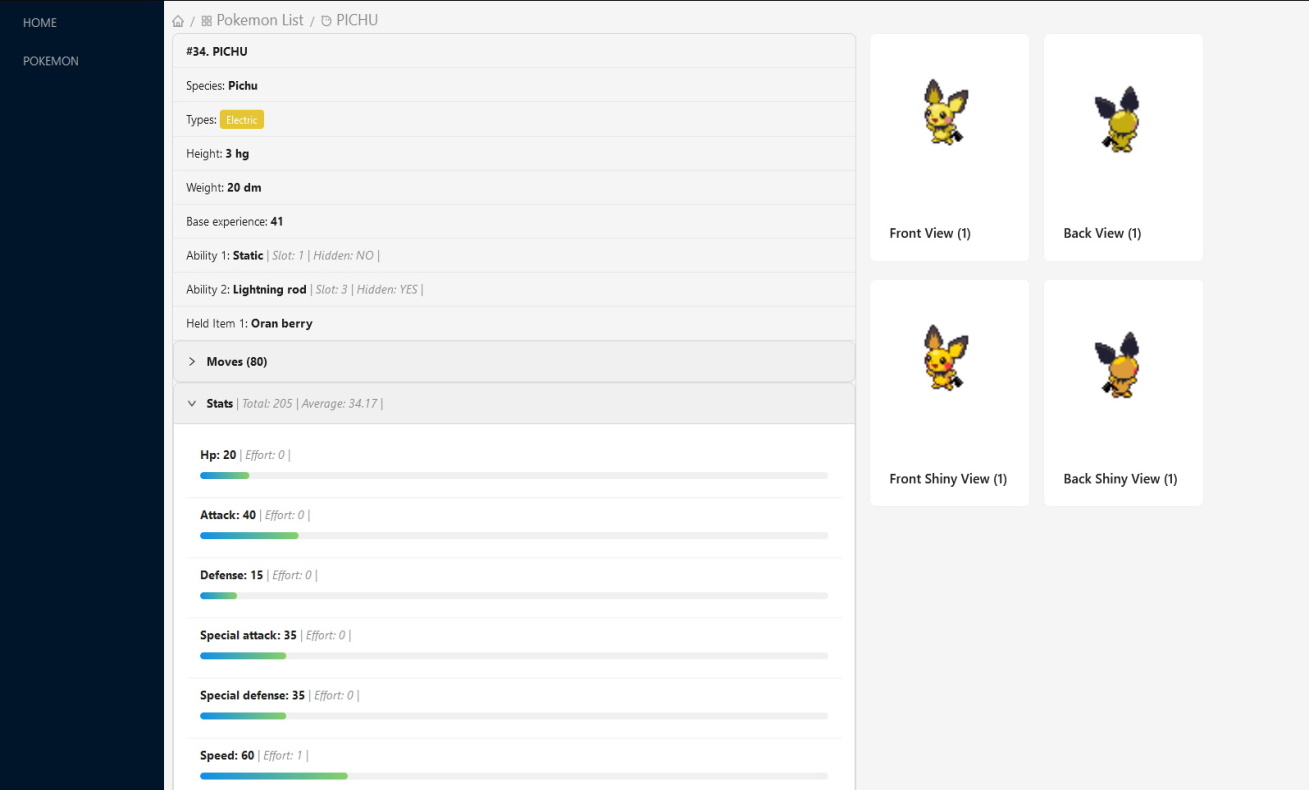 HOME
POKEMON
/ Pokemon List / PICHU
#34. PICHU
Species: Pichu
Types: Electric
Height: 3 hg
Weight: 20 dm
Base experience: 41
Ability 1: Static | Slot: 1 | Hidden: NO |
Ability 2: Lightning rod | Slot: 3 | Hidden: YES |
Held Item 1: Oran berry
Moves (80)
Stats | Total: 205 | Average: 34.17 |
Hp: 20 | Effort: 0 |
Attack: 40 | Effort: 0 |
Defense: 15 | Effort: 0 |
Special attack: 35 | Effort: 0 |
Special defense: 35 | Effort: 0 |
Speed: 60 | Effort: 1 |
Front View (1)
Back View (1)
Front Shiny View (1)
Back Shiny View (1)